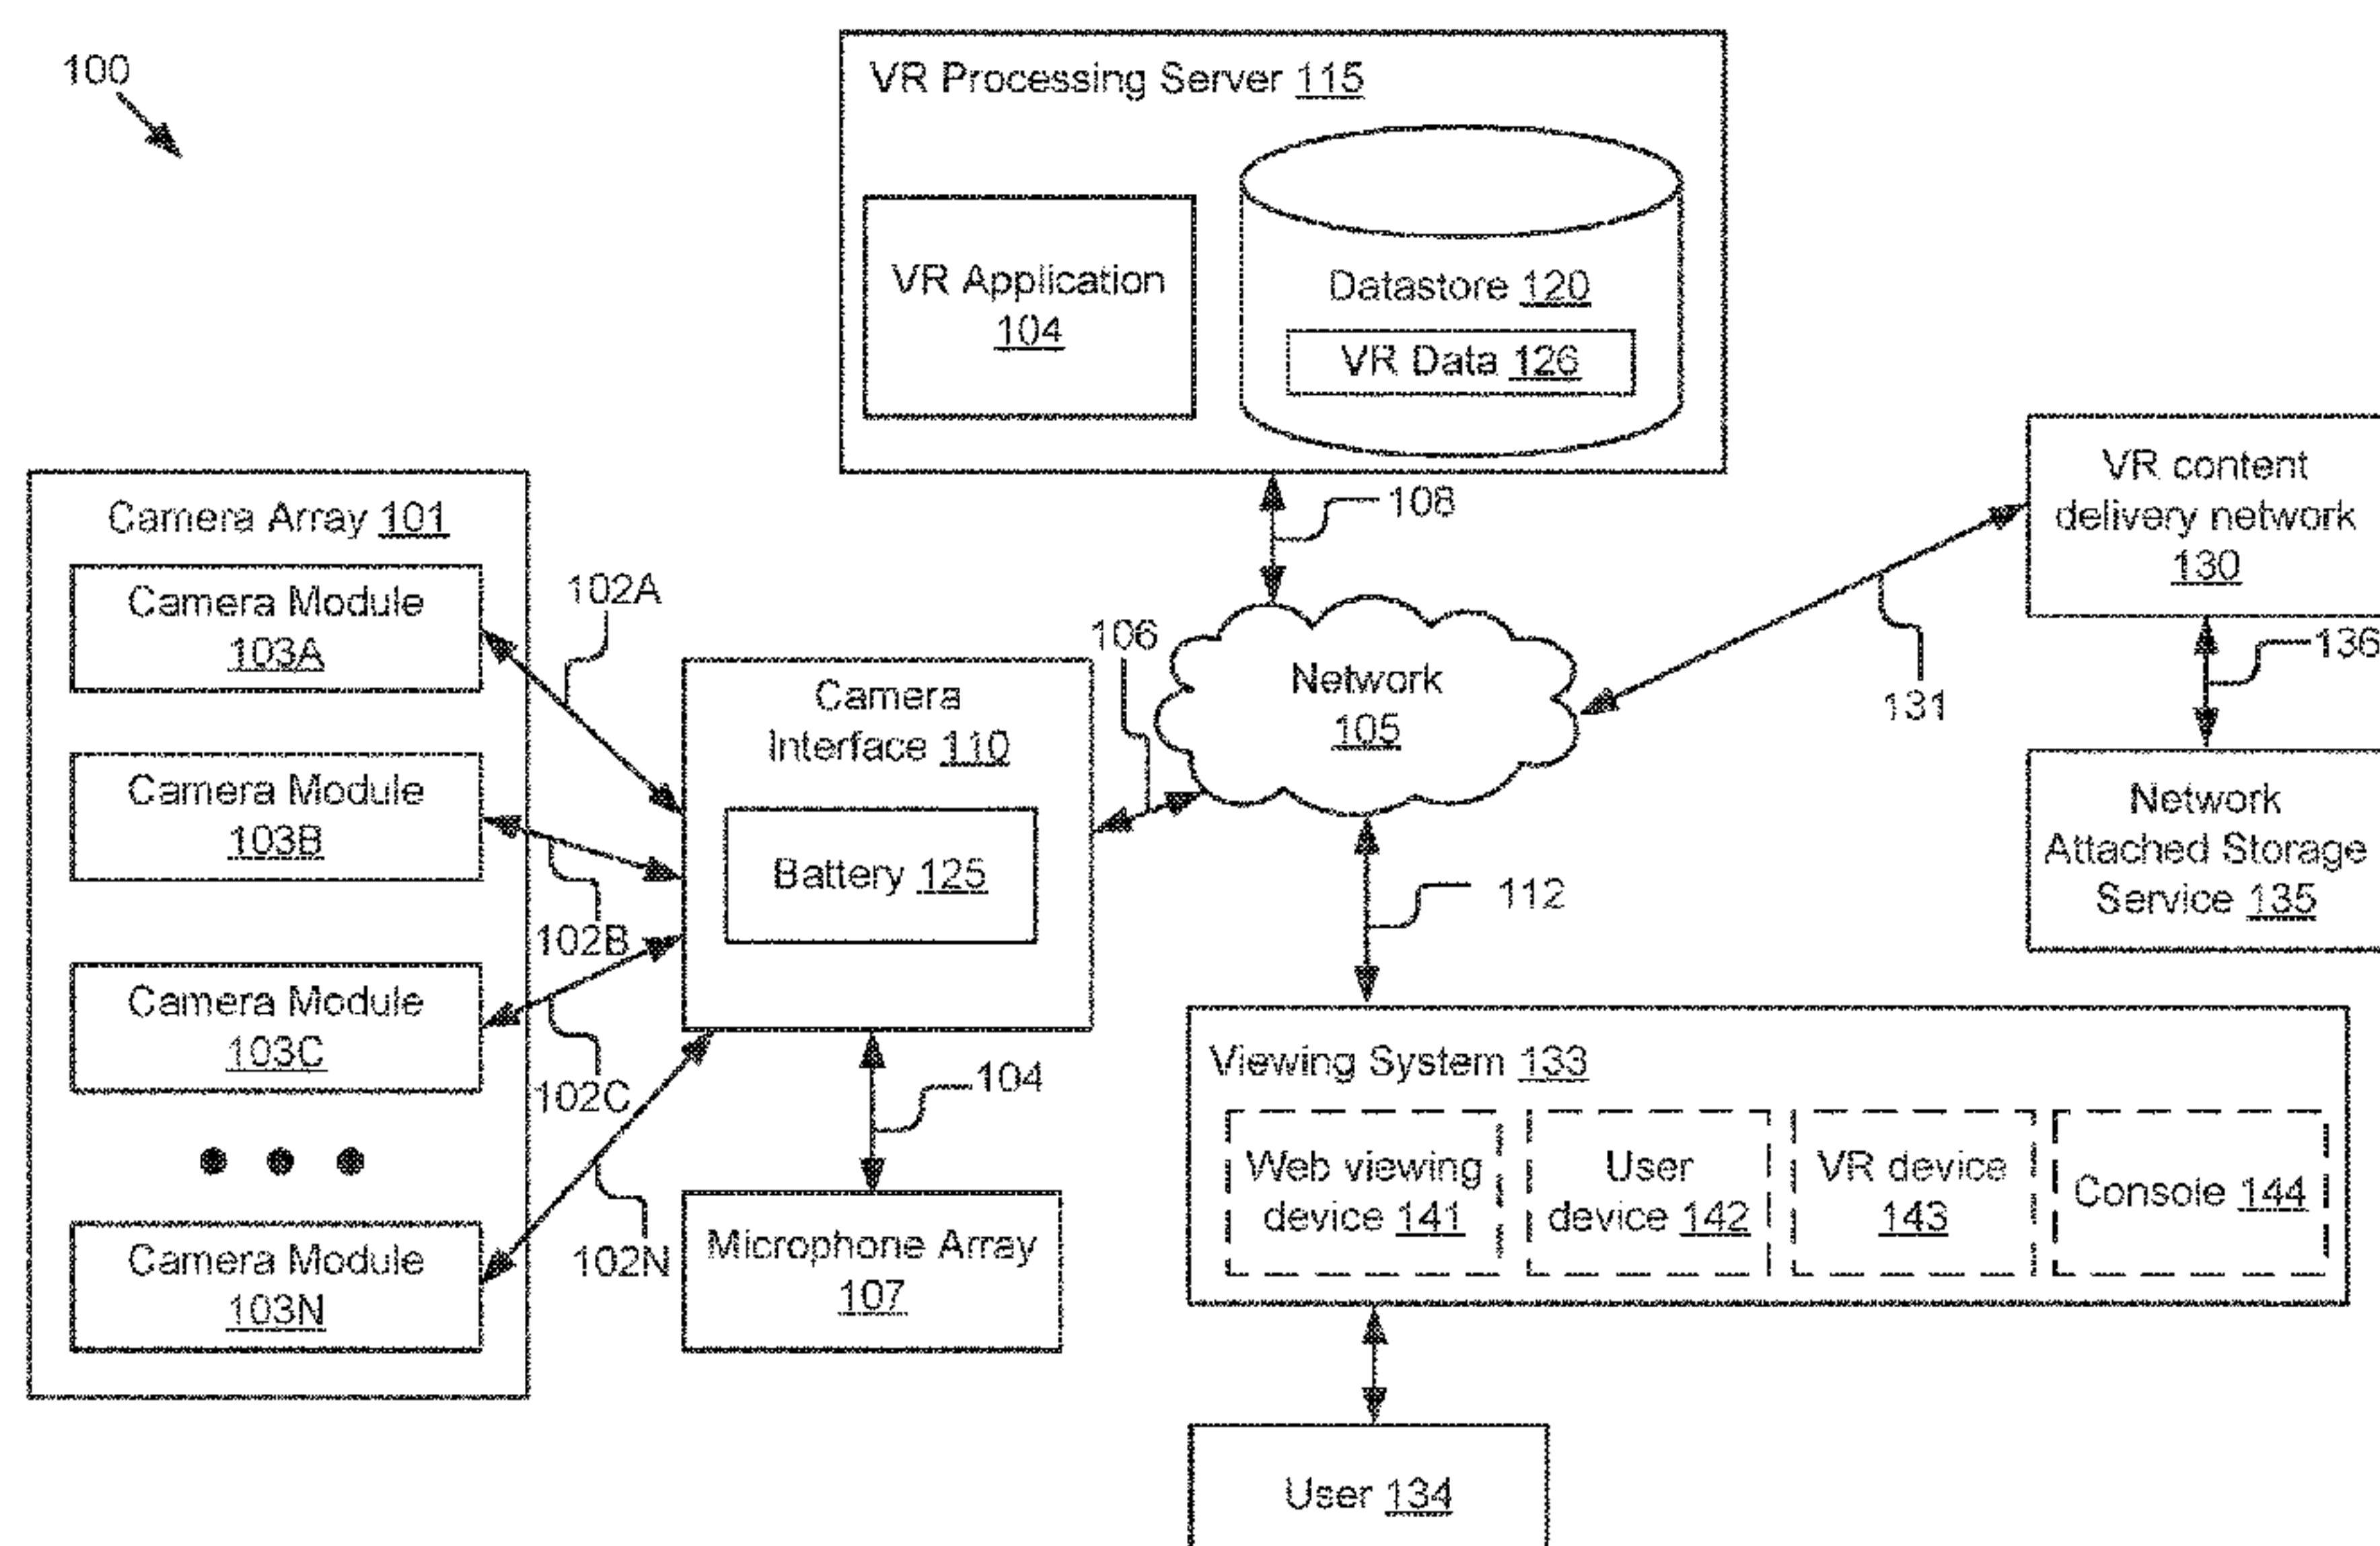 100
VR Processing Server 115
VR Application
104
Datastore 120
VR Data 126
108
Camera Array 101
Camera Module
103A
Camera Module
103B
Camera Module
103C
Camera Module
103N
102A
102B
102C
102N
Camera
Interface 110
Battery 125
106
104
Microphone Array
107
Network
105
131
VR content
delivery network
130
136
Network
Attached Storage
Service 135
112
Viewing System 133
Web viewing
device 141
User
device 142
VR device
143
Console 144
User 134